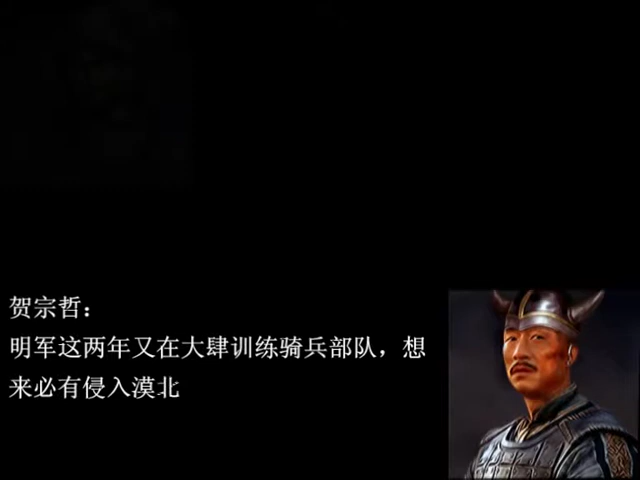 贺宗哲：
明军这两年又在大肆训练骑兵部队，想
来必有侵入漠北